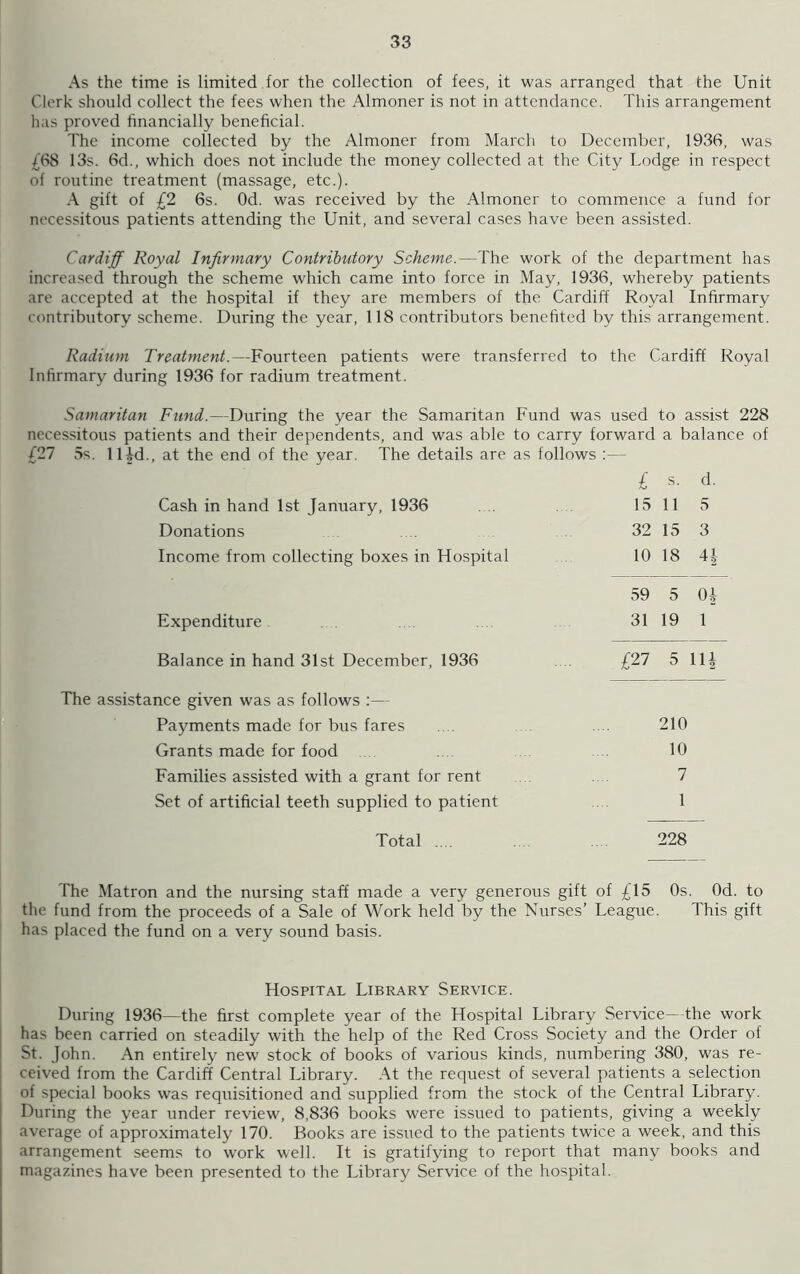 33
As the time is limited for the collection of fees, it was arranged that the Unit
Clerk should collect the fees when the Almoner is not in attendance. This arrangement
has proved financially beneficial.
The income collected by the Almoner from March to December, 1936, was
£68 13s. 6d., which does not include the money collected at the City Lodge in respect
of routine treatment (massage, etc.).
A gift of £2 6s. 0d. was received by the Almoner to commence a fund for
necessitous patients attending the Unit, and several cases have been assisted.
Cardiff Royal Infirmary Contributory Scheme.—The work of the department has
increased through the scheme which came into force in May, 1936, whereby patients
are accepted at the hospital if they are members of the Cardiff Royal Infirmary
contributory scheme. During the year, 118 contributors benefited by this arrangement.
Radium Treatment.—Fourteen patients were transferred to the Cardiff Royal
Infirmary during 1936 for radium treatment.
Samaritan Fund.—During the year the Samaritan Fund was used to assist 228
necessitous patients and their dependents, and was able to carry forward a balance of
£27 5s. 11½d., at the end of the year. The details are as follows :—
£ s. d.
Cash in hand 1st January, 1936 .... .... 15 11 5
Donations .... .... .... .... 32 15 3
Income from collecting boxes in Hospital .... 10 18 4½
59 5 0½
Expenditure .... .... .... .... 31 19 1
Balance in hand 31st December, 1936 .... £27 5 11½
The assistance given was as follows :—
Payments made for bus fares .... .... .... 210
Grants made for food .... .... .... .... 10
Families assisted with a grant for rent .... .... 7
Set of artificial teeth supplied to patient .... 1
Total .... .... .... 228
The Matron and the nursing staff made a very generous gift of £15 0s. 0d. to
the fund from the proceeds of a Sale of Work held by the Nurses' League. This gift
has placed the fund on a very sound basis.
Hospital Library Service.
During 1936—the first complete year of the Hospital Library Service—the work
has been carried on steadily with the help of the Red Cross Society and the Order of
St. John. An entirely new stock of books of various kinds, numbering 380, was re-
ceived from the Cardiff Central Library. At the request of several patients a selection
of special books was requisitioned and supplied from the stock of the Central Library.
During the year under review, 8,836 books were issued to patients, giving a weekly
average of approximately 170. Books are issued to the patients twice a week, and this
arrangement seems to work well. It is gratifying to report that many books and
magazines have been presented to the Library Service of the hospital.